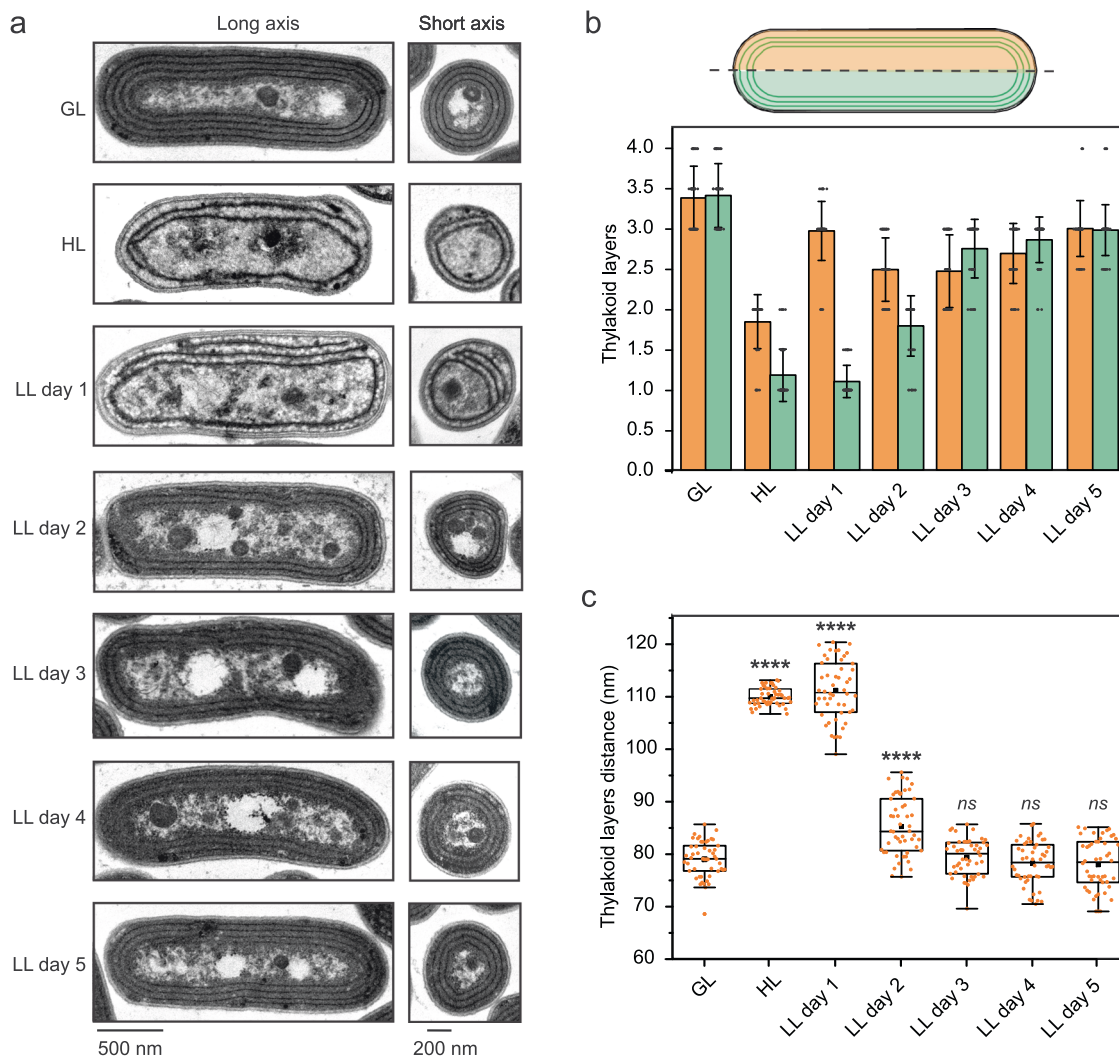 a
Long axis
Short axis
GL
HL
LL day 1
LL day 2
LL day 3
LL day 4
LL day 5
500 nm
200 nm
b
Thylakoid layers
4.0
3.5
3.0
2.5
2.0
1.5
1.0
0.0
GL
HL
LL day 1
LL day 2
LL day 3
LL day 4
LL day 5
c
Thylakoid layers distance (nm)
120
110
100
90
80
70
60
****
****
****
ns
ns
ns
GL
HL
LL day 1
LL day 2
LL day 3
LL day 4
LL day 5